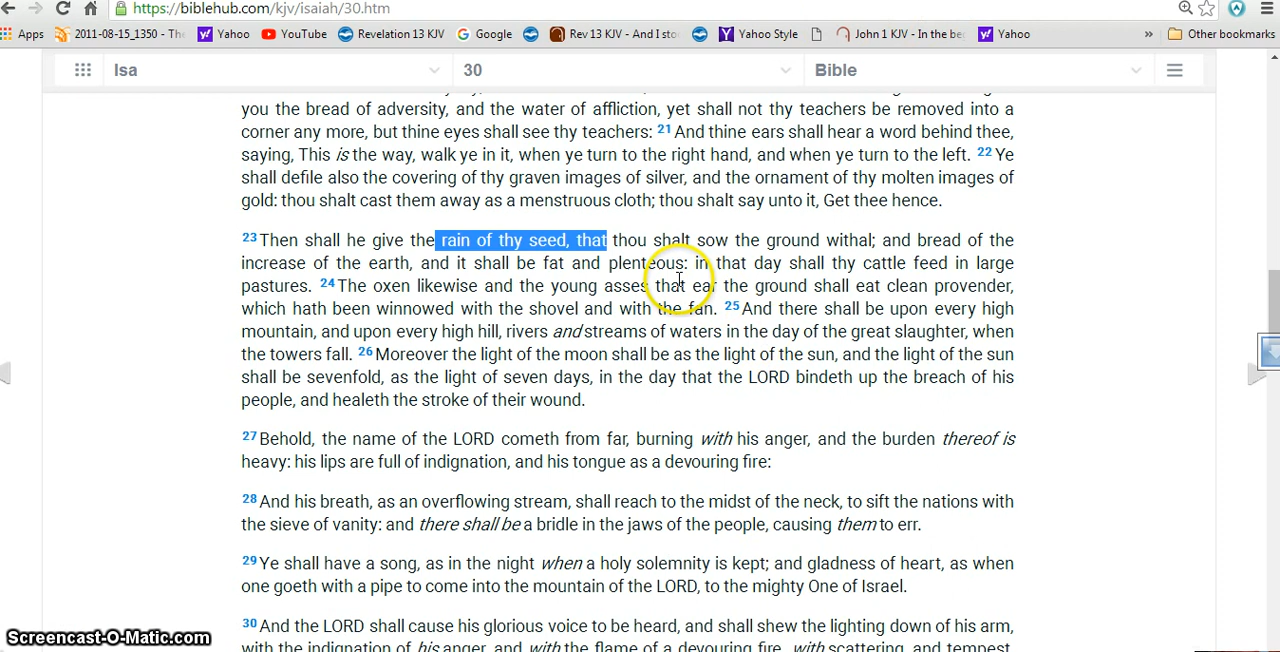 https://biblehub.com/kjv/isaiah/30.htm
Apps 2011-08-15_1350 - The Yahoo YouTube Revelation 13 KJV Google Rev 13 KJV - And I sto Yahoo Style John 1 KJV - In the be Yahoo » Other bookmarks
Isa 30 Bible
you the bread of adversity, and the water of affliction, yet shall not thy teachers be removed into a
corner any more, but thine eyes shall see thy teachers: 21 And thine ears shall hear a word behind thee,
saying, This is the way, walk ye in it, when ye turn to the right hand, and when ye turn to the left. 22 Ye
shall defile also the covering of thy graven images of silver, and the ornament of thy molten images of
gold: thou shalt cast them away as a menstruous cloth; thou shalt say unto it, Get thee hence.
23 Then shall he give the rain of thy seed, that thou shalt sow the ground withal; and bread of the
increase of the earth, and it shall be fat and plenteous: in that day shall thy cattle feed in large
pastures. 24 The oxen likewise and the young asses that ear the ground shall eat clean provender,
which hath been winnowed with the shovel and with the fan. 25 And there shall be upon every high
mountain, and upon every high hill, rivers and streams of waters in the day of the great slaughter, when
the towers fall. 26 Moreover the light of the moon shall be as the light of the sun, and the light of the sun
shall be sevenfold, as the light of seven days, in the day that the LORD bindeth up the breach of his
people, and healeth the stroke of their wound.
27 Behold, the name of the LORD cometh from far, burning with his anger, and the burden thereof is
heavy: his lips are full of indignation, and his tongue as a devouring fire:
28 And his breath, as an overflowing stream, shall reach to the midst of the neck, to sift the nations with
the sieve of vanity: and there shall be a bridle in the jaws of the people, causing them to err.
29 Ye shall have a song, as in the night when a holy solemnity is kept; and gladness of heart, as when
one goeth with a pipe to come into the mountain of the LORD, to the mighty One of Israel.
30 And the LORD shall cause his glorious voice to be heard, and shall shew the lighting down of his arm,
with the indignation of his anger, and with the flame of a devouring fire, with scattering, and tempest,
Screencast-O-Matic.com